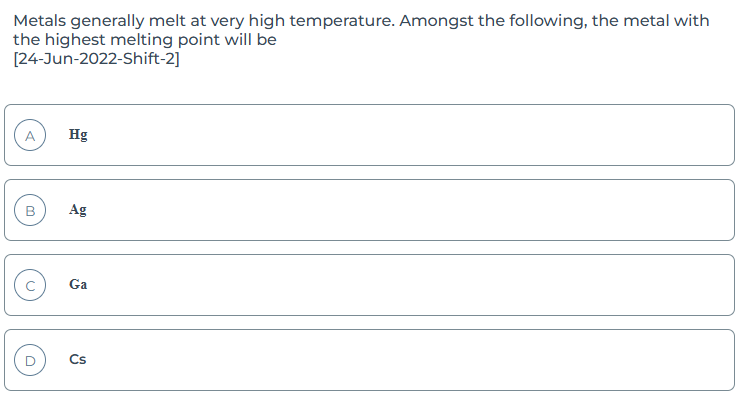 Metals generally melt at very high temperature. Amongst the following, the metal with
the highest melting point will be
[24-Jun-2022-Shift-2]
A Hg
B Ag
C Ga
D Cs